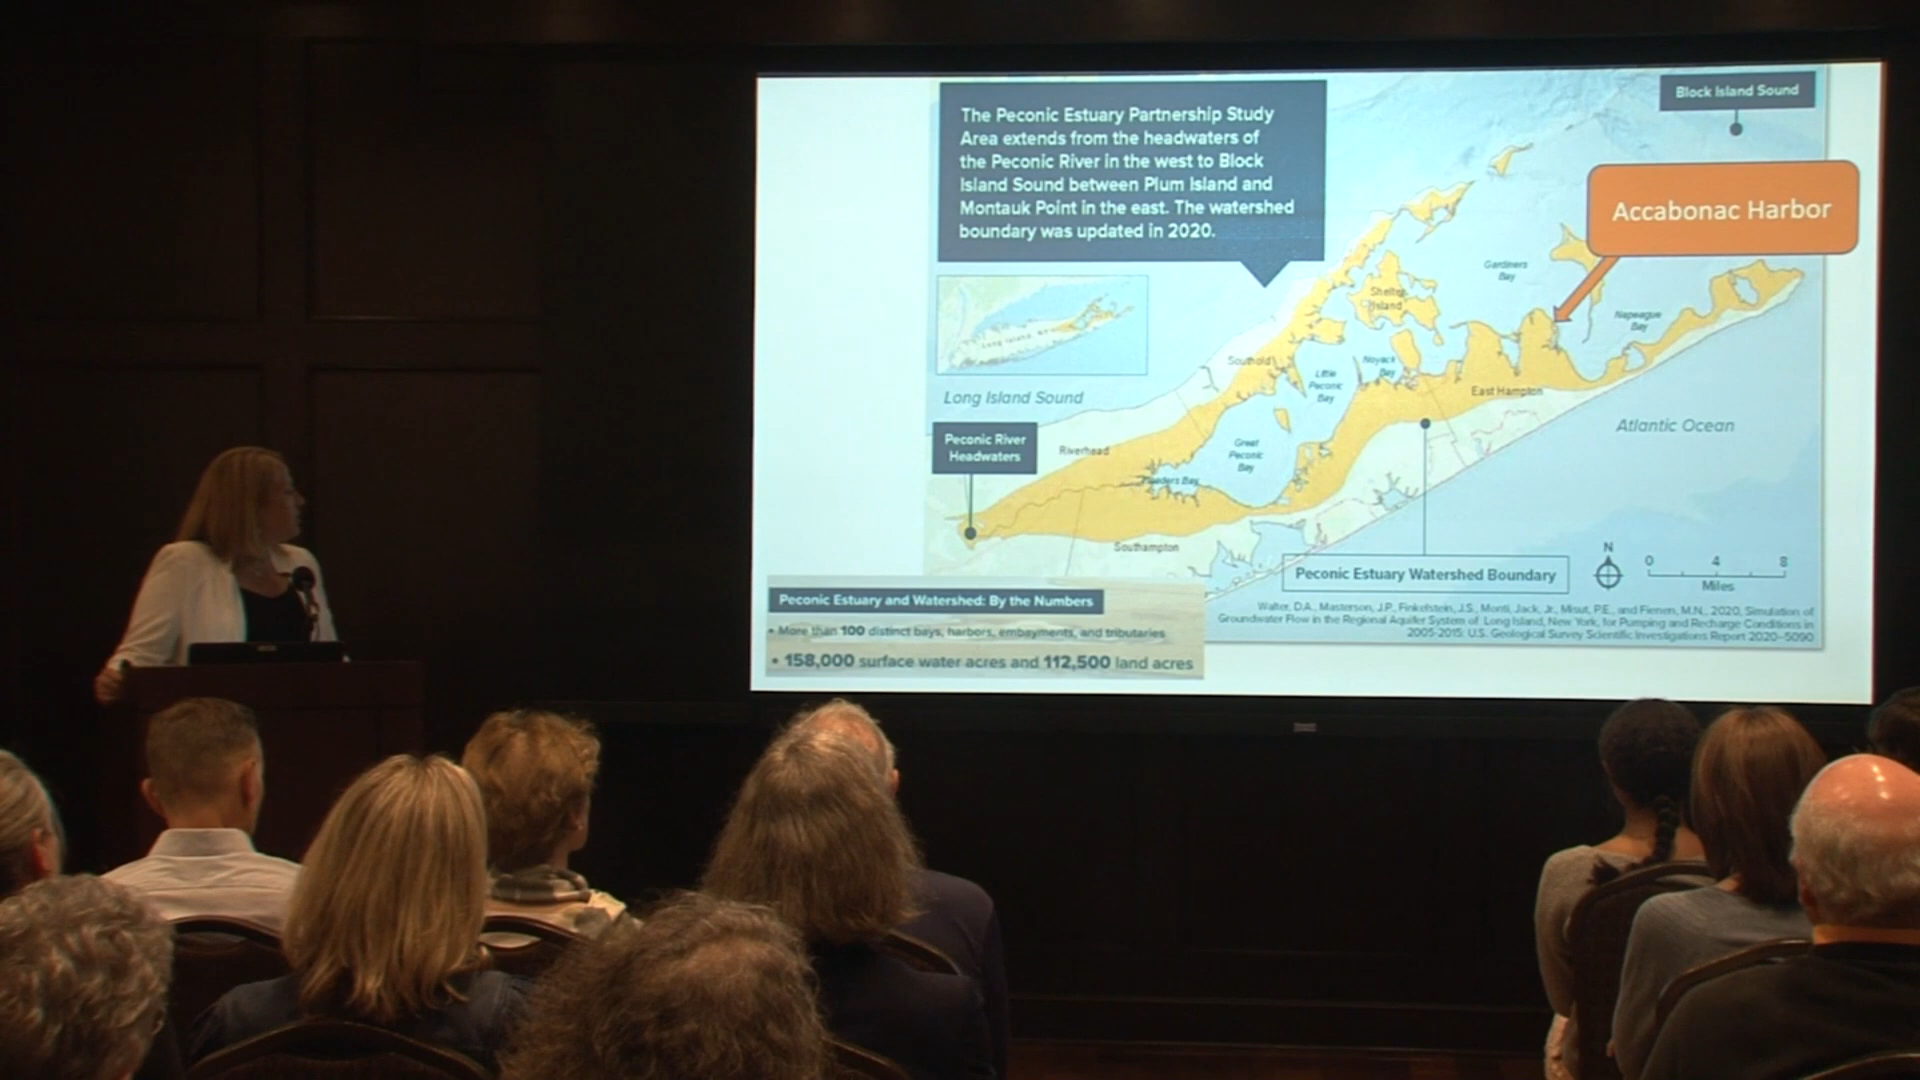 The Peconic Estuary Partnership Study
Area extends from the headwaters of
the Peconic River in the west to Block
Island Sound between Plum Island and
Montauk Point in the east. The watershed
boundary was updated in 2020.
Block Island Sound
Accabonac Harbor
Gardiners
Bay
Shelter
Island
Napeague
Bay
Southold
Noyack
Bay
Little
Peconic
Bay
East Hampton
Long Island Sound
Atlantic Ocean
Peconic River
Headwaters
Riverhead
Great
Peconic
Bay
Flanders Bay
Southampton
Peconic Estuary Watershed Boundary
N
0 4 8
Miles
Peconic Estuary and Watershed: By the Numbers
• More than 100 distinct bays, harbors, embayments, and tributaries
• 158,000 surface water acres and 112,500 land acres
Walter, D.A., Masterson, J.P., Finkelstein, J.S., Monti, Jack, Jr., Misut, P.E., and Fienen, M.N., 2020, Simulation of
Groundwater Flow in the Regional Aquifer System of Long Island, New York, for Pumping and Recharge Conditions in
2005-2015: U.S. Geological Survey Scientific Investigations Report 2020-5090